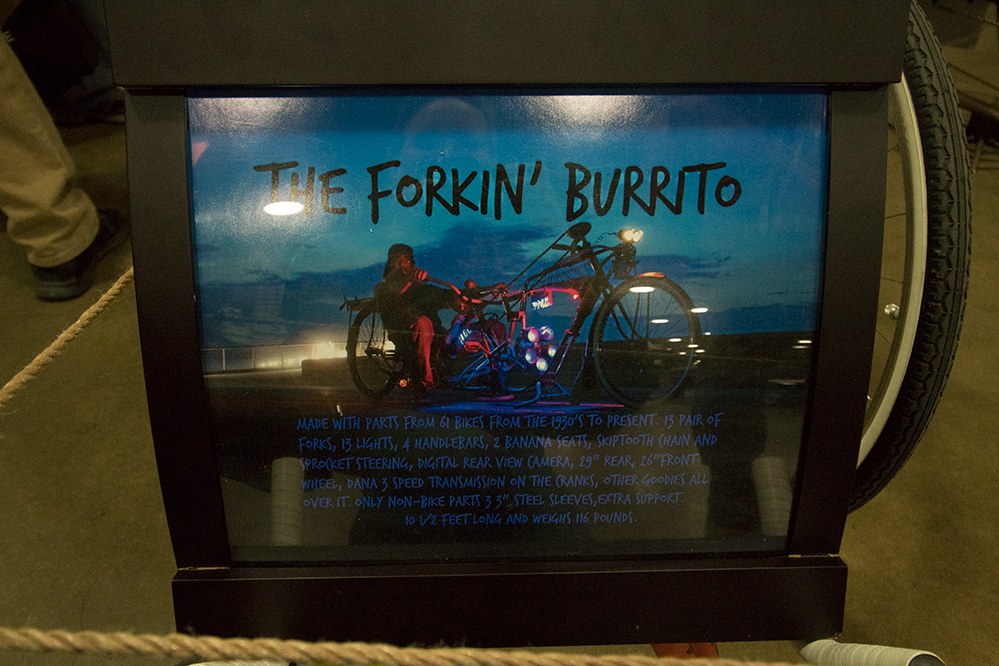 THE FORKIN' BURRITO
MADE WITH PARTS FROM 61 BIKES FROM THE 1930'S TO PRESENT. 13 PAIR OF
FORKS, 13 LIGHTS, 4 HANDLEBARS, 2 BANANA SEATS, SKIPTOOTH CHAIN AND
SPROCKET STEERING, DIGITAL REAR VIEW CAMERA, 29" REAR, 26"FRONT
WHEEL, DANA 3 SPEED TRANSMISSION ON THE CRANKS, OTHER GOODIES ALL
OVER IT. ONLY NON-BIKE PARTS 3 3", STEEL SLEEVES,EXTRA SUPPORT.
10 1/2 FEET LONG AND WEIGHS 116 POUNDS.